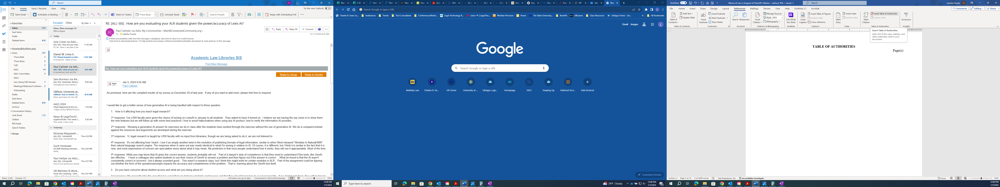 Search
File Home Send / Receive View Help
Try the new Outlook Off
New Email Schedule a Meeting Share to Teams *From Brian Unread/ Read Search People Reply with Scheduling Poll
Favorites
Inbox 137
Sent Items
Drafts
Deleted Items 416
ltowles@buffalo.edu
Inbox 137
*From Beth 1
*From Brian 3
*LRT 7
AALL 14
AALL Committee 3
AALS
Law Library/UB Libraries 7
Meetings/Webinars/Conferen... 2
Onboarding
Drafts
Sent Items
Deleted Items 416
Archive
Conversation History
Junk Email [14]
Outbox
RSS Feeds
Search Folders
Groups
Focused Other By Date
Other: New message (1)
Office Depot
Today
Julie Crane via AALL ...
[ALL-SIS] : How are you eval... 11:50 AM
Hi, all. Here is my plan (I am
Daniel W. Linna Jr.
FTC Virtual Summit on Arti... 11:07 AM
Hi everyone, Many of you
Paul Callister via AAL...
[ALL-SIS] : How are you ev... 9:55 AM
As promised, here are the
Sara Burriesci via AA...
[ALL-SIS] : Reminder: Refere... 9:00 AM
Georgetown Law Library is
UBNow, University at...
UBNow: Year in review | D... 8:19 AM
News and views for the UB
AALS 2024
What Happened at the An... 7:34 AM
News @ LegalTechT...
LegalTechTalk | This week's... 5:30 AM
This week's news and
Yesterday
Nicholas Mignanelli ...
[ALL-SIS] : ScholarSift Thu 4:25 PM
Hello Paul, ScholarSift has
Scott Hollander
All-Staff Meeting reminder ... Thu 4:05 PM
Hello,
Paul Hellyer via AALL...
[ALL-SIS] : ScholarSift Thu 3:57 PM
One of our professors asked
UB Wellness & Work...
Work Life Coaching - Sche... Thu 3:01 PM
RE: [ALL-SIS] : How are you evaluating your ALR students given the power/accuracy of Lexis AI?
PC
Paul Callister via AALL My Communities <Mail@ConnectedCommunity.org>
To Latasha Towles
Reply Reply All Forward
Fri 1/5/2024 9:55 AM
If there are problems with how this message is displayed, click here to view it in a web browser.
Click here to download pictures. To help protect your privacy, Outlook prevented automatic download of some pictures in this message.
Academic Law Libraries SIS
Post New Message
Re: How are you evaluating your ALR students given the power/accuracy of Lexis AI?
Reply to Group Reply to Sender
Jan 5, 2024 9:55 AM
Paul Callister
As promised, here are the compiled results of my survey on December 20 of last year. If any of you want to add more, please feel free to respond.
I would like to get a better sense of how generative AI is being handled with respect to three question.
1. How is it affecting how you teach legal research?
1st response: Our LRW faculty were given the choice of turning on LexisAI in January to all students. They asked to have it turned on. I believe we are having the rep come in to show them
the new features but we will follow up with some best practices / how to avoid hallucinations when using any AI product, how to verify the information AI provides.
2nd response: Showing a generative AI answer for exercises we do in class after the students have worked through the exercise without the use of generative AI. We do a compare/contrast
against the resources and arguments we developed during the exercise.
3rd response: 1L legal research is taught by LRW faculty with no input from librarians, though we are being asked to do it, we are not listened to.
4th response: It's not affecting how I teach. I see it as simply another twist in the evolution of publishing formats of legal information, similar to when West released "Westlaw Is Natural/WIN"
their natural language search engine. The response when it came out was nearly identical to what I'm seeing in relation to AI. Of course, it is different, but I think it is similar in the fact that it is
new, and most expressions of concern are speculative worry about what it may mean. My prediction is that once people understand how it works, they will use it appropriately. Most of the time
5th response: While you may know that AI gives the correct answer, students probably will not. Part of a lawyer's duty of competence is that they need to understand if the tools, like GenAI,
are effective. I have a colleague who asked students to use their choice of GenAI to answer a problem and then figure out if the answer is correct. What he found is that the AI wasn't
consistently correct or incorrect - but it always sounded good. This wasn't a research class, but I think this might work for certain modules in ALR. Part of the assignment could be figuring
out whether the form of the questions/prompts impacts the accuracy and completeness of the problem. That is, learning about the GenAI tool itself.
2. Do you have concerns about student access and what are you doing about it?
Items: 2,589 Unread: 137 All folders are up to date. Connected to: Microsoft Exchange 100%
12:00 PM
1/5/2024
Search Google or type a URL
Charles B. Sears La... Institutions Trends Tech Consultants Conferences/Meeti... Legal Technology R... Lexis+® | Legal Res... Westlaw Precision Home The State University... Benefits UBLearns Class Resources LibApps Home - Lib... All Bookmarks
Gmail Images L
Google
Search Google or type a URL
Berkeley Law Charles B. Se... HR Home University at ... LibApps Logi... Homepage NSLT Keeping Up National Soci... Add shortcut
Customize Chrome
Type here to search 29°F Cloudy 12:00 PM
1/5/2024
AutoSave On Memo of Law in Support of Plaintiff's Motion - without TOA • Saved Search Latasha Towles LT
File Home Insert Draw Design Layout References Mailings Review View Help EndNote 21 Acrobat Comments Editing Share
Table of Contents Add Text Update Table Table of Contents
Insert Footnote Insert Endnote Next Footnote Show Notes Footnotes
Search Researcher Research
Insert Citation Manage Sources Style: APA Bibliography Citations & Bibliography
Cite While You Write EndNote
Insert Caption Insert Table of Figures Update Table Cross-reference Captions
Mark Entry Insert Index Update Index Index
Mark Citation Insert Table of Authorities Update Table Table of Authorities
Acronyms Insights
Insert Table of Authorities
Add a list of the cases, statutes, and
other authorities cited in your
document.
TABLE OF AUTHORITIES
Page(s)
Section: 2 Page 3 of 16 9 of 4099 words Text Predictions: On Accessibility: Investigate Focus 125%
12:00 PM
1/5/2024